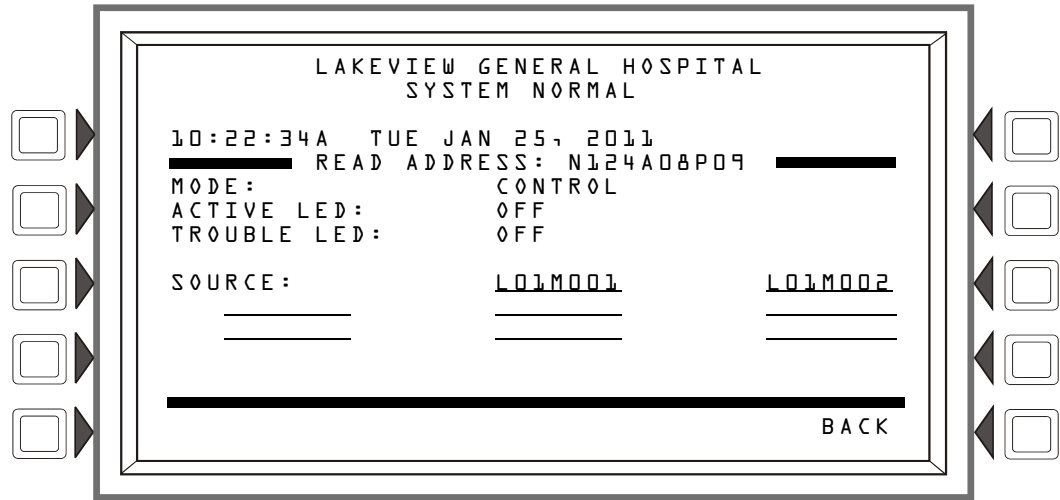 LAKEVIEW GENERAL HOSPITAL
SYSTEM NORMAL
10:22:34A TUE JAN 25, 2011
READ ADDRESS: N124A08P09
MODE: CONTROL
ACTIVE LED: OFF
TROUBLE LED: OFF
SOURCE: L01M001 L01M002
BACK